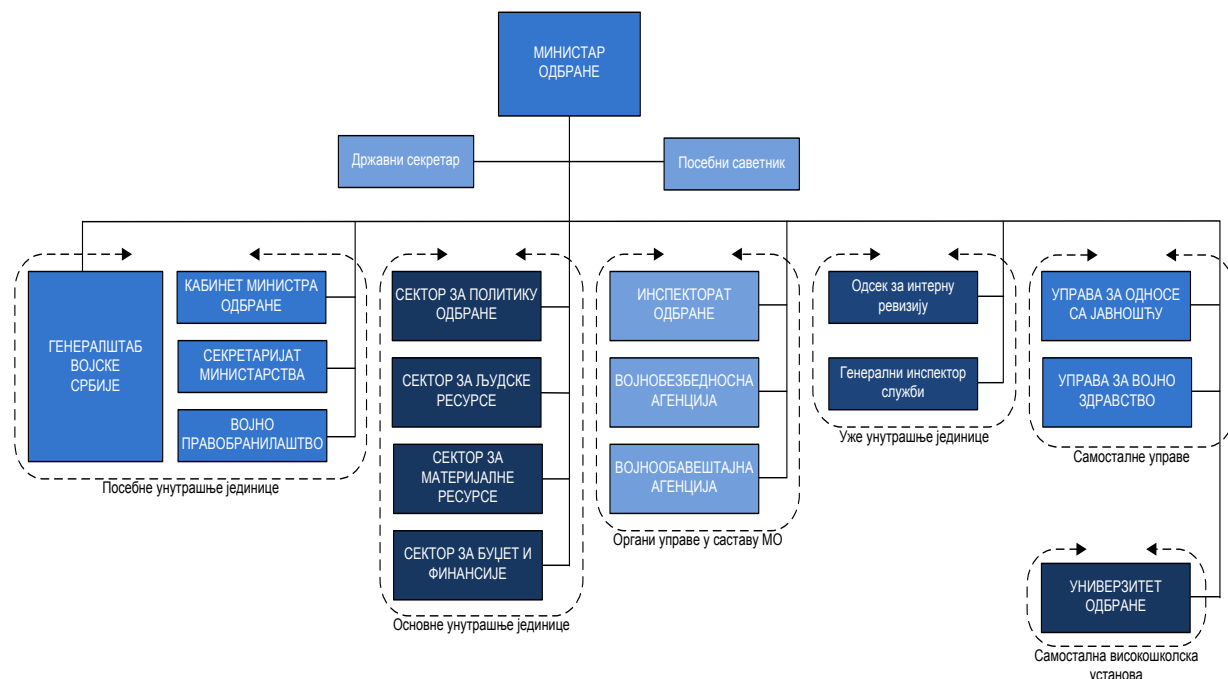 МИНИСТАР
ОДБРАНЕ
Државни секретар
Посебни саветник
ГЕНЕРАЛШТАБ
ВОЈСКЕ
СРБИЈЕ
КАБИНЕТ МИНИСТРА
ОДБРАНЕ
СЕКРЕТАРИЈАТ
МИНИСТАРСТВА
ВОЈНО
ПРАВОБРАНИЛАШТВО
Посебне унутрашње јединице
СЕКТОР ЗА ПОЛИТИКУ
ОДБРАНЕ
СЕКТОР ЗА ЉУДСКЕ
РЕСУРСЕ
СЕКТОР ЗА
МАТЕРИЈАЛНЕ
РЕСУРСЕ
СЕКТОР ЗА БУЏЕТ И
ФИНАНСИЈЕ
Основне унутрашње јединице
ИНСПЕКТОРАТ
ОДБРАНЕ
ВОЈНОБЕЗБЕДНОСНА
АГЕНЦИЈА
ВОЈНООБАВЕШТАЈНА
АГЕНЦИЈА
Органи управе у саставу МО
Одсек за интерну
ревизију
Генерални инспектор
служби
Уже унутрашње јединице
УПРАВА ЗА ОДНОСЕ
СА ЈАВНОШЋУ
УПРАВА ЗА ВОЈНО
ЗДРАВСТВО
Самосталне управе
УНИВЕРЗИТЕТ
ОДБРАНЕ
Самостална високошколска
установа